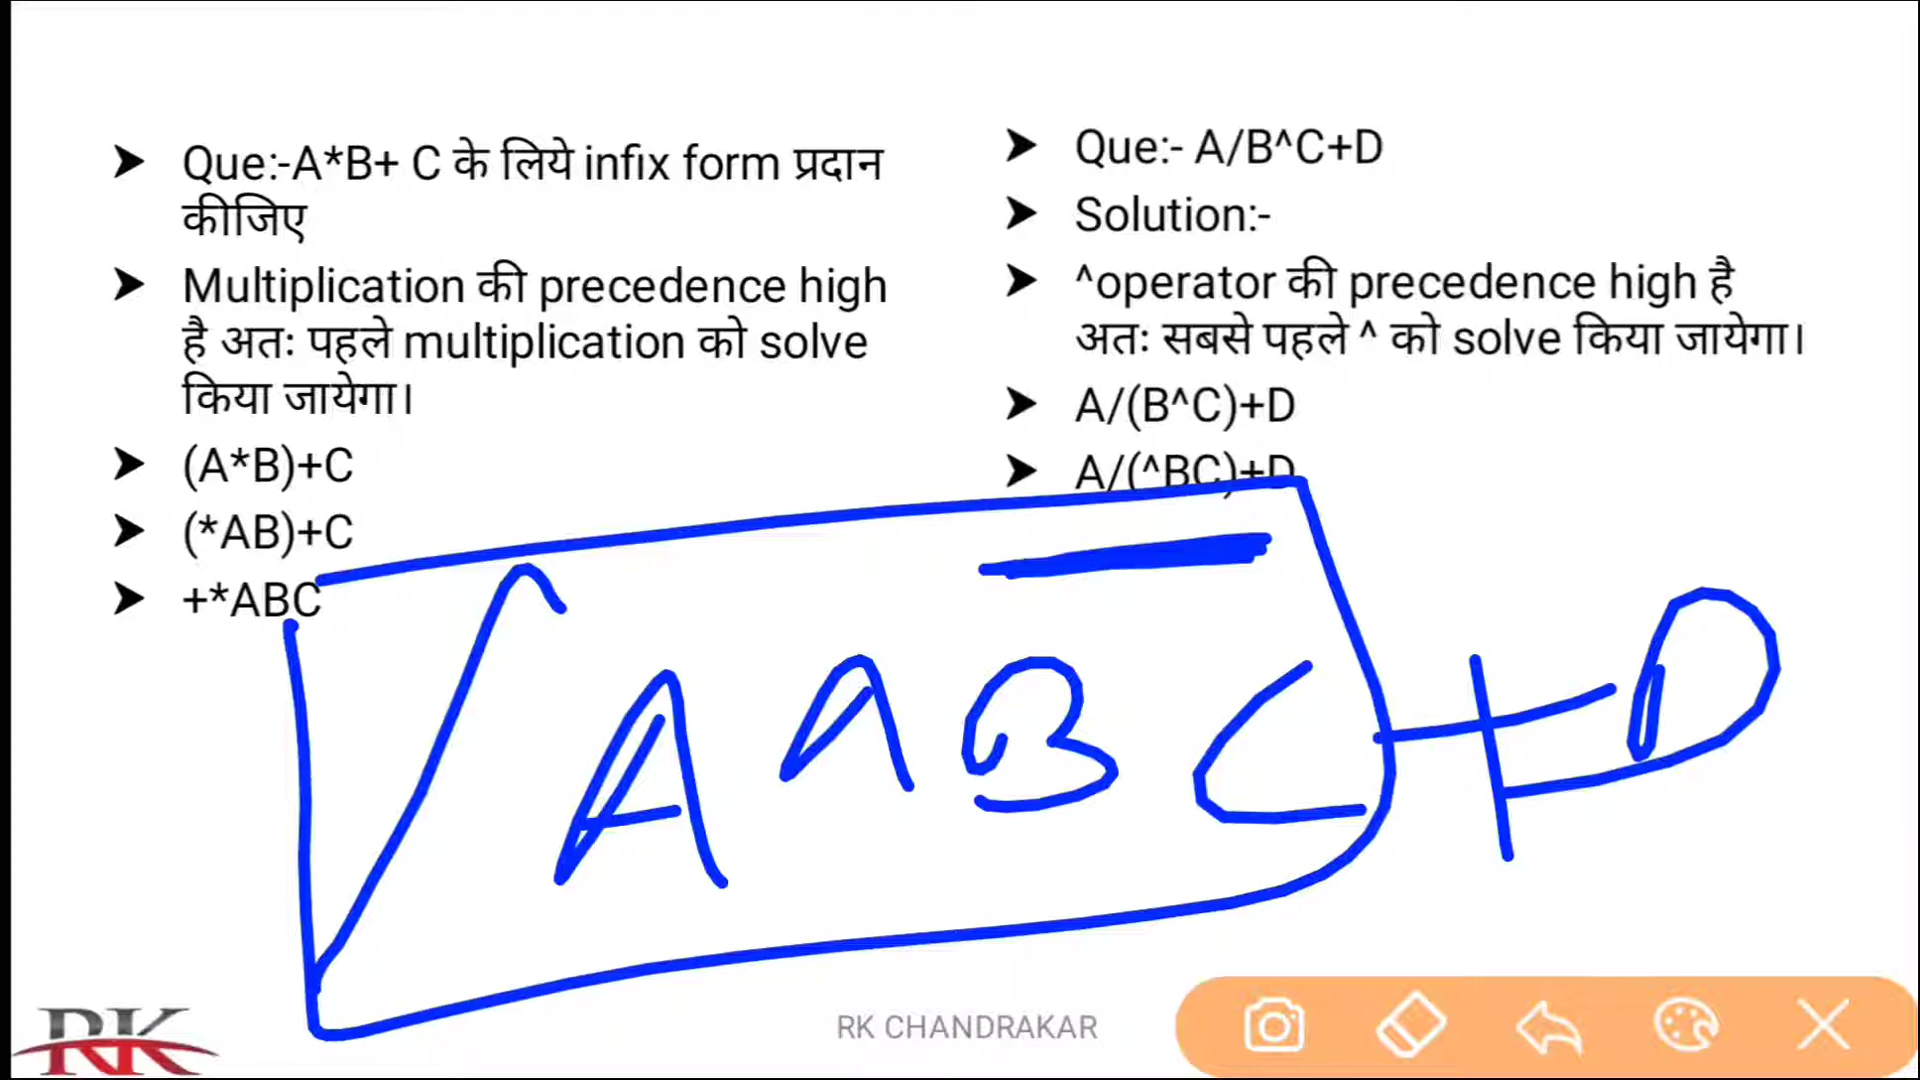 Que:-A*B+ C के लिये infix form प्रदान
कीजिए
Multiplication की precedence high
है अतः पहले multiplication को solve
किया जायेगा।
(A*B)+C
(*AB)+C
+*ABC
Que:- A/B^C+D
Solution:-
^operator की precedence high है
अतः सबसे पहले ^ को solve किया जायेगा।
A/(B^C)+D
A/(^BC)+D
/ A ^ B C + D
RK
RK CHANDRAKAR